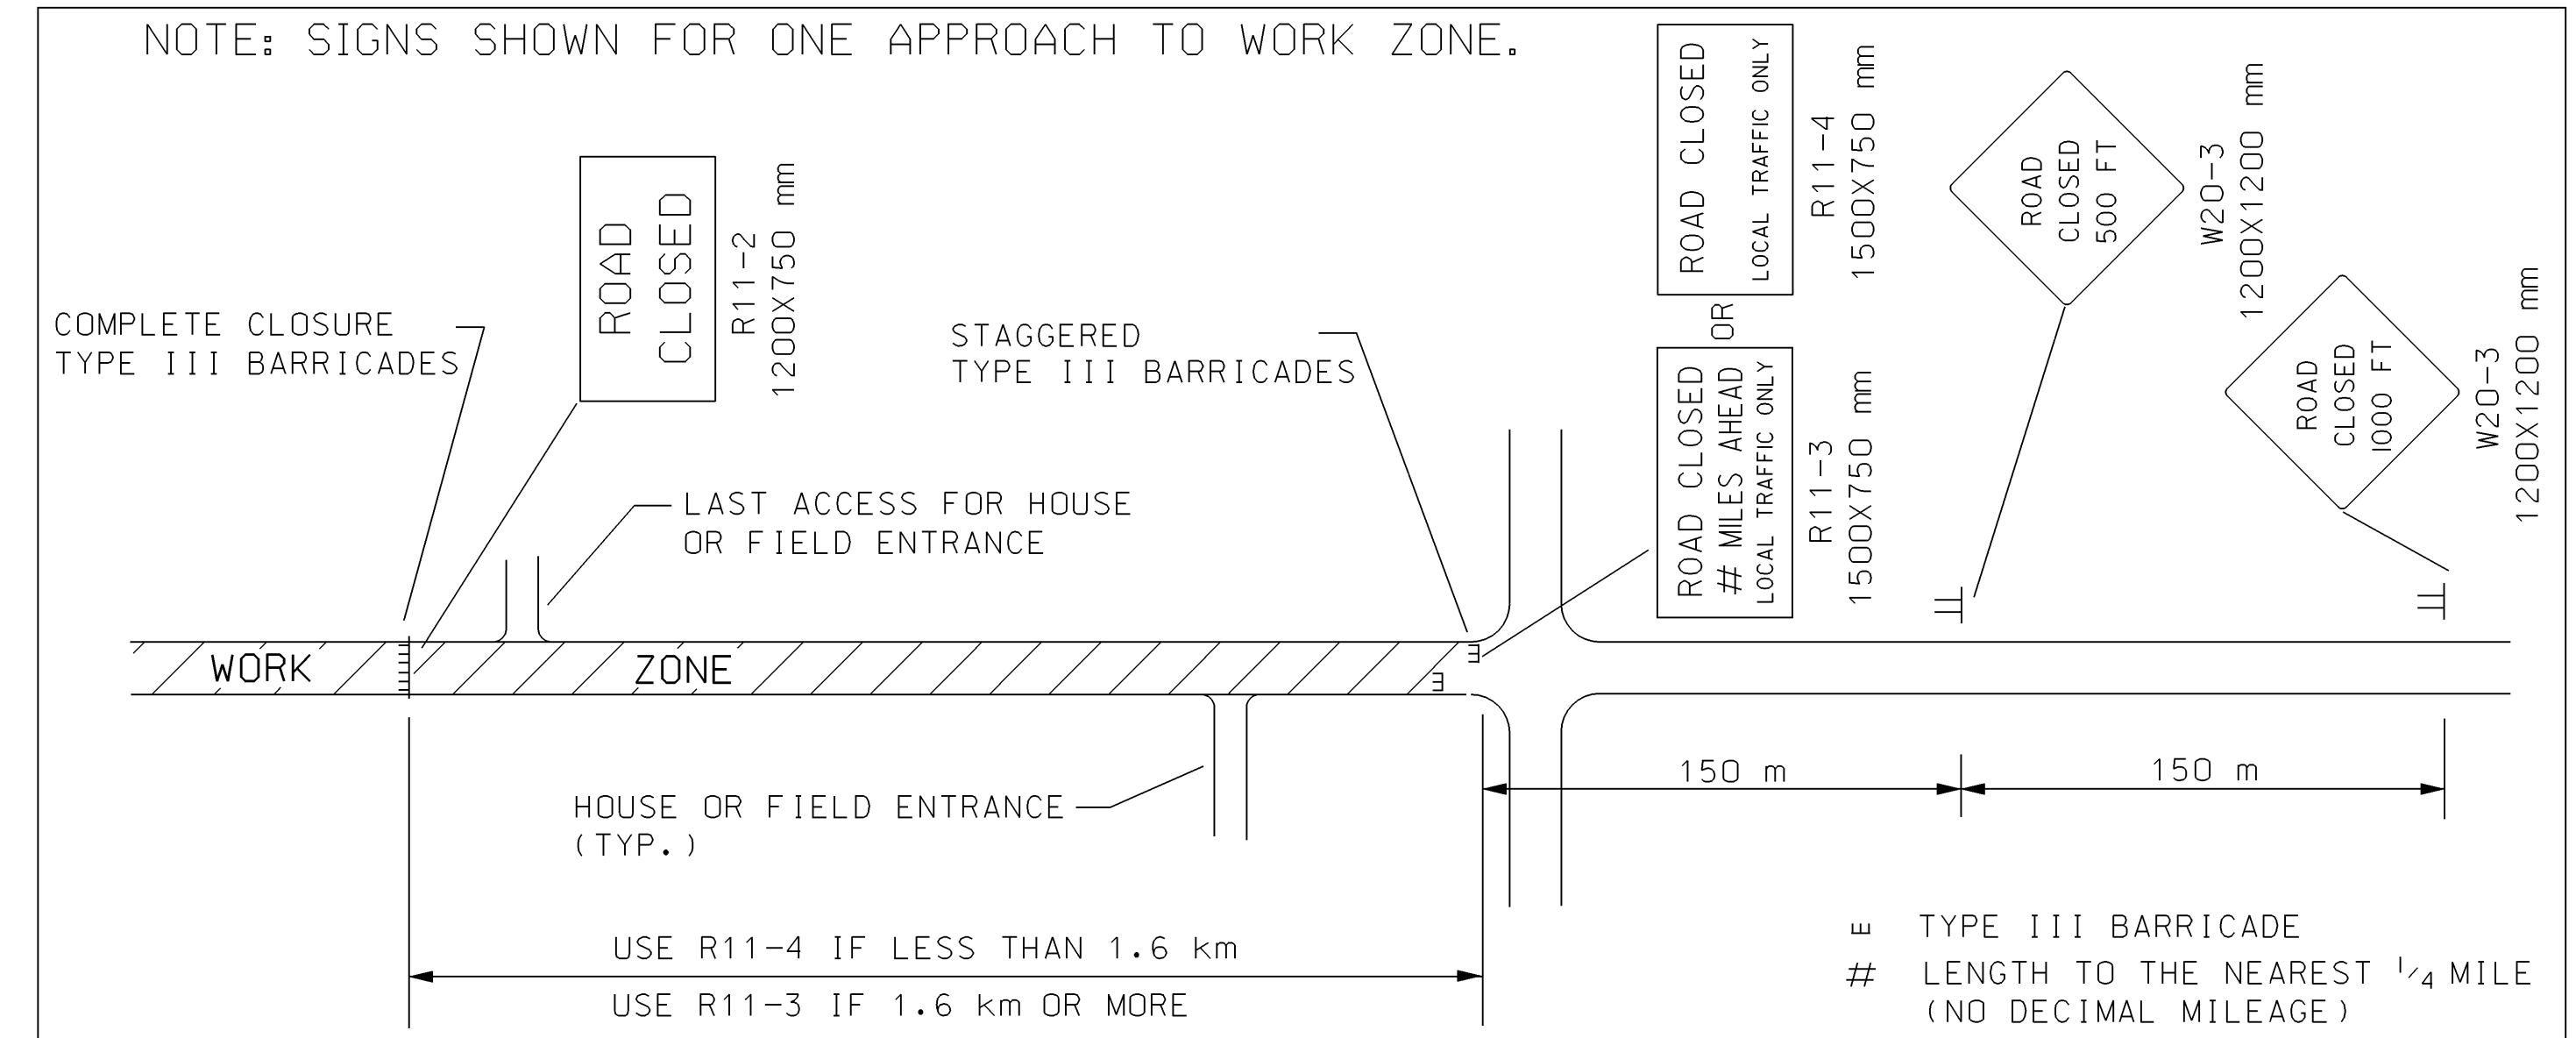 NOTE: SIGNS SHOWN FOR ONE APPROACH TO WORK ZONE.
COMPLETE CLOSURE
TYPE III BARRICADES
ROAD
CLOSED
R11-2
1200X750 mm
LAST ACCESS FOR HOUSE
OR FIELD ENTRANCE
STAGGERED
TYPE III BARRICADES
ROAD CLOSED
LOCAL TRAFFIC ONLY
R11-4
1500X750 mm
OR
ROAD CLOSED
# MILES AHEAD
LOCAL TRAFFIC ONLY
R11-3
1500X750 mm
ROAD
CLOSED
500 FT
W20-3
1200X1200 mm
ROAD
CLOSED
1000 FT
W20-3
1200X1200 mm
WORK ZONE
HOUSE OR FIELD ENTRANCE
(TYP.)
150 m
150 m
USE R11-4 IF LESS THAN 1.6 km
USE R11-3 IF 1.6 km OR MORE
TYPE III BARRICADE
# LENGTH TO THE NEAREST 1/4 MILE
(NO DECIMAL MILEAGE)